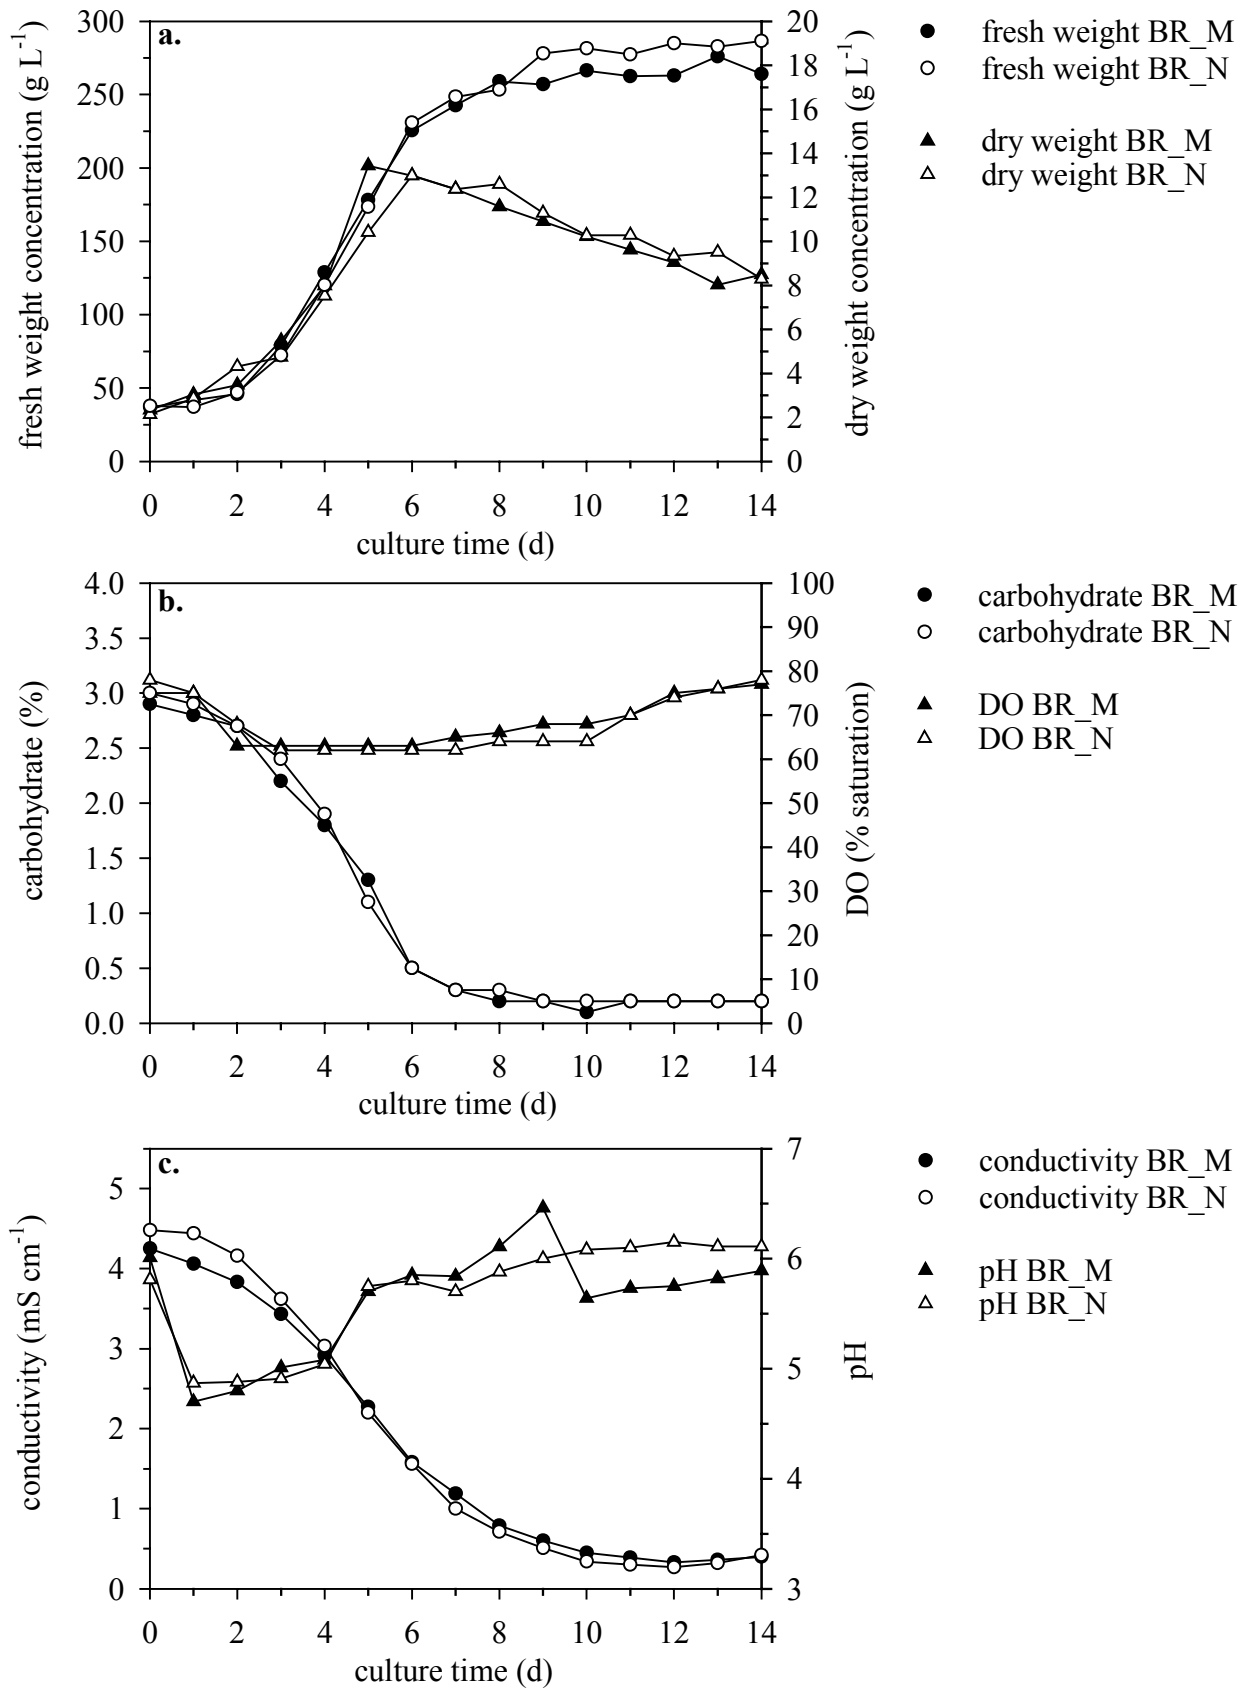 a.
fresh weight concentration (g L-1)
300
250
200
150
100
50
0
dry weight concentration (g L-1)
20
18
16
14
12
10
8
6
4
2
0
0 2 4 6 8 10 12 14
culture time (d)
fresh weight BR_M
fresh weight BR_N
dry weight BR_M
dry weight BR_N
b.
carbohydrate (%)
4.0
3.5
3.0
2.5
2.0
1.5
1.0
0.5
0.0
DO (% saturation)
100
90
80
70
60
50
40
30
20
10
0
0 2 4 6 8 10 12 14
culture time (d)
carbohydrate BR_M
carbohydrate BR_N
DO BR_M
DO BR_N
c.
conductivity (mS cm-1)
5
4
3
2
1
0
pH
7
6
5
4
3
0 2 4 6 8 10 12 14
culture time (d)
conductivity BR_M
conductivity BR_N
pH BR_M
pH BR_N